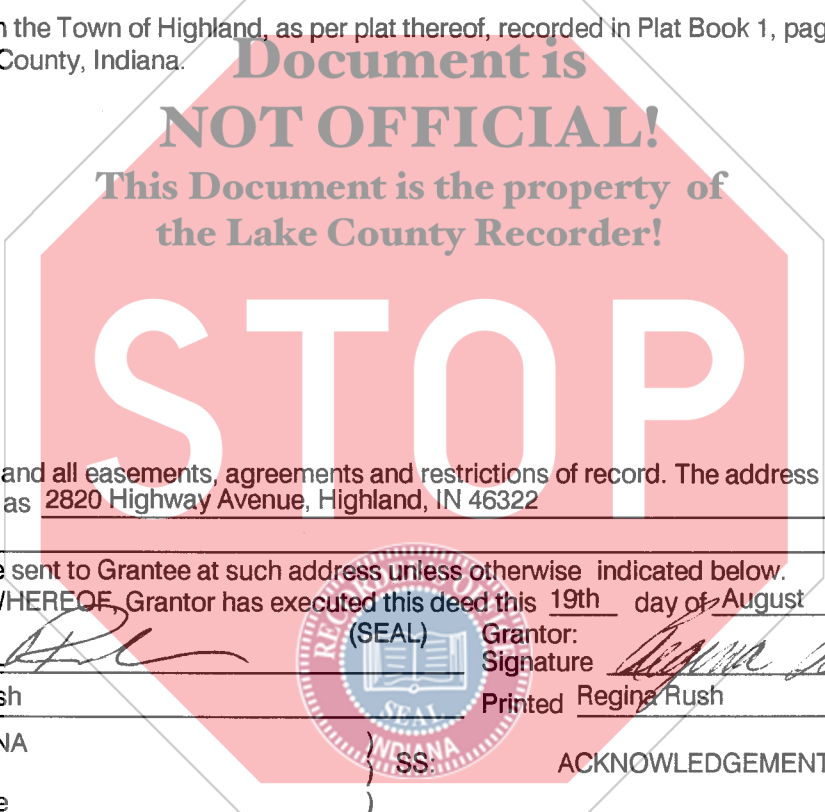 n the Town of Highland, as per plat thereof, recorded in Plat Book 1, pag
County, Indiana.
Document is
NOT OFFICIAL!
This Document is the property of
the Lake County Recorder!
STOP
and all easements, agreements and restrictions of record. The address
as 2820 Highway Avenue, Highland, IN 46322
e sent to Grantee at such address unless otherwise indicated below.
WHEREOF, Grantor has executed this deed this 19th day of August
(SEAL) Grantor:
Signature Regina
sh Printed Regina Rush
NA ) SS: ACKNOWLEDGEMENT
)
e )
SEAL
INDIANA